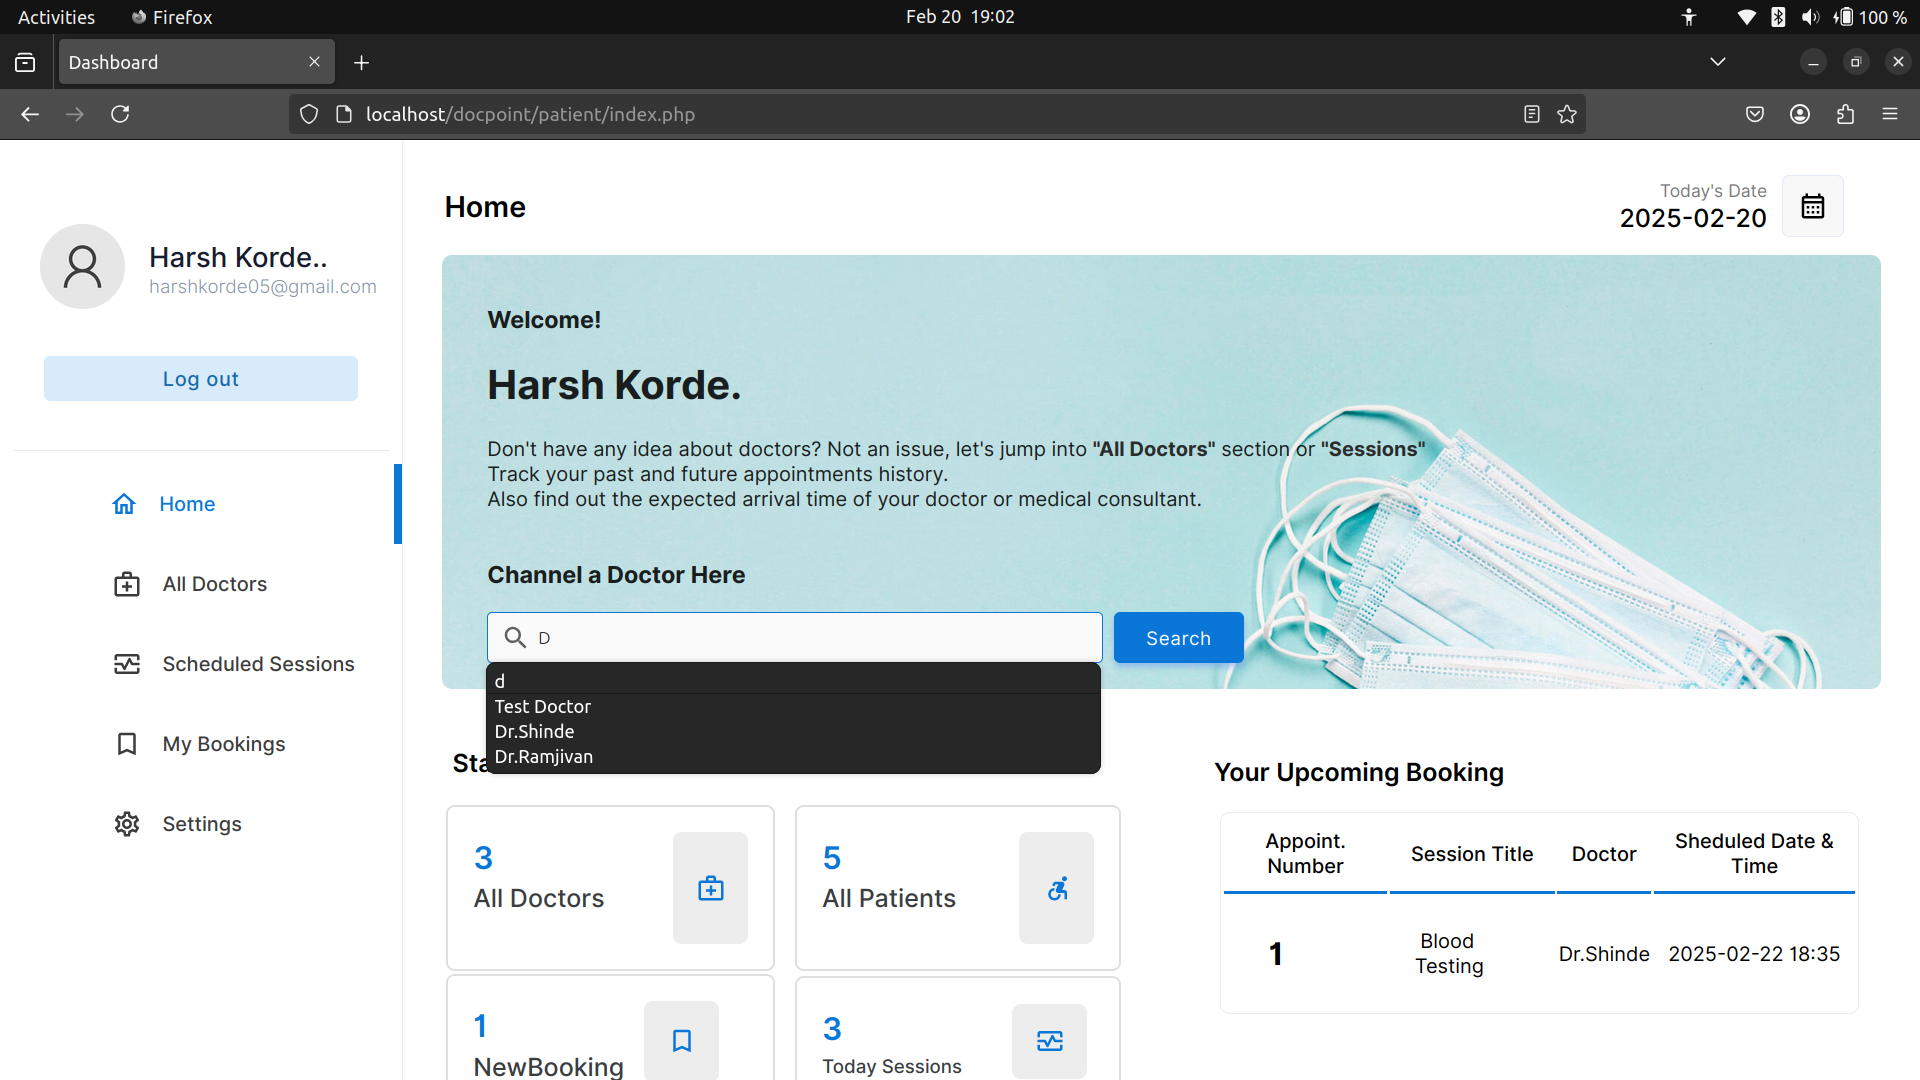 Activities
Firefox
Feb 20 19:02
100 %
Dashboard
localhost/docpoint/patient/index.php
Harsh Korde..
harshkorde05@gmail.com
Log out
Home
All Doctors
Scheduled Sessions
My Bookings
Settings
Home
Today's Date
2025-02-20
Welcome!
Harsh Korde.
Don't have any idea about doctors? Not an issue, let's jump into "All Doctors" section or "Sessions"
Track your past and future appointments history.
Also find out the expected arrival time of your doctor or medical consultant.
Channel a Doctor Here
D
Search
d
Test Doctor
Dr.Shinde
Dr.Ramjivan
3
All Doctors
5
All Patients
1
NewBooking
3
Today Sessions
Your Upcoming Booking
Appoint.
Number
Session Title
Doctor
Sheduled Date &
Time
1
Blood
Testing
Dr.Shinde
2025-02-22 18:35